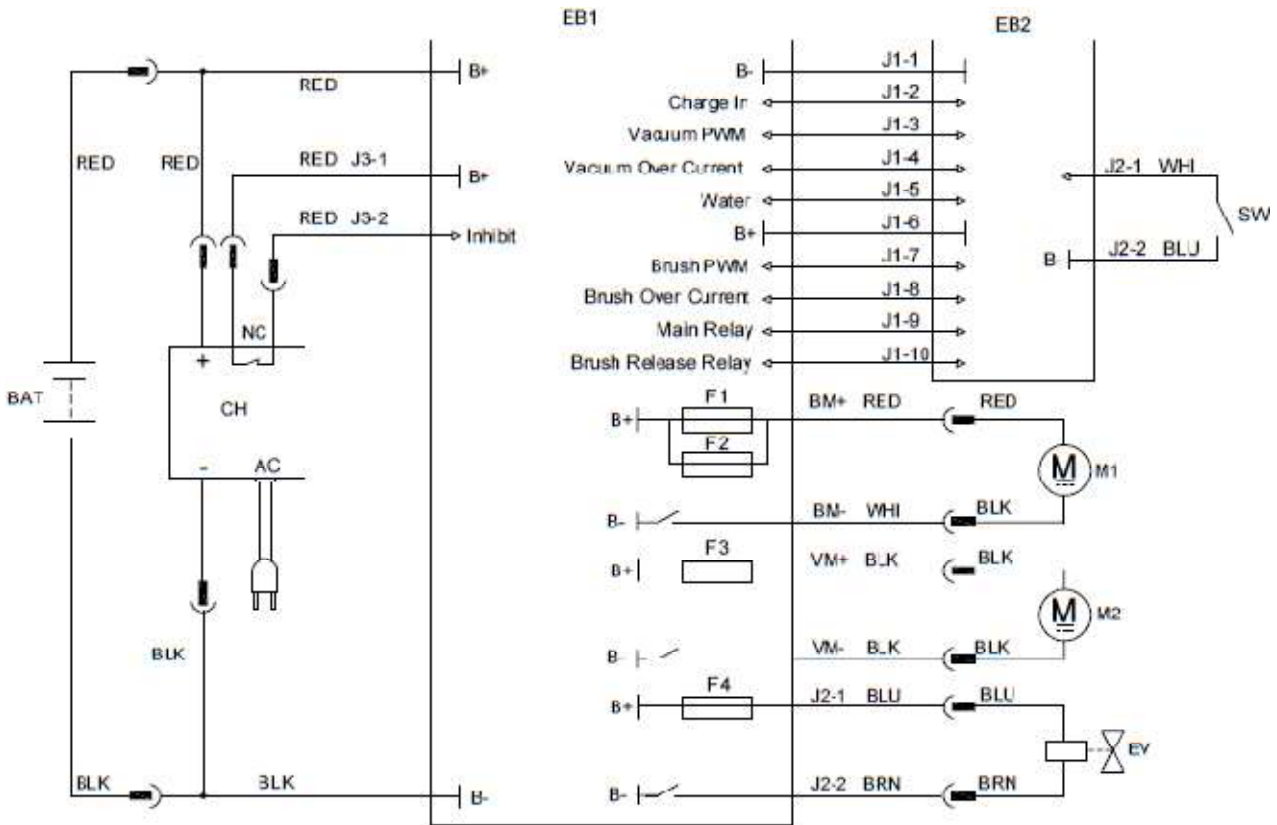 EB1
EB2
B+
RED
RED
RED
RED J3-1
B+
RED J3-2
Inhibit
NC
+
CH
-
AC
BAT
BLK
BLK
BLK
B-
B- J1-1
Charge In J1-2
Vacuum PWM J1-3
Vacuum Over Current J1-4
Water J1-5
B+ J1-6
Brush PWM J1-7
Brush Over Current J1-8
Main Relay J1-9
Brush Release Relay J1-10
J2-1 WHI
SW
B- J2-2 BLU
B+ F1 BM+ RED RED
F2
M M1
B- BM- WHI BLK
B+ F3 VM+ BLK BLK
M M2
B- VM- BLK BLK
B+ F4 J2-1 BLU BLU
EV
B- J2-2 BRN BRN